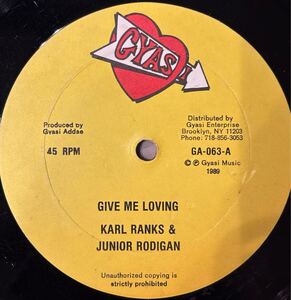 GYASI
Produced by
Gyasi Addae
Distributed by
Gyasi Enterprise
Brooklyn, NY 11203
Phone: 718-856-3053
45 RPM
GA-063-A
© ℗ Gyasi Music
1989
GIVE ME LOVING
KARL RANKS &
JUNIOR RODIGAN
Unauthorized copying is
strictly prohibited